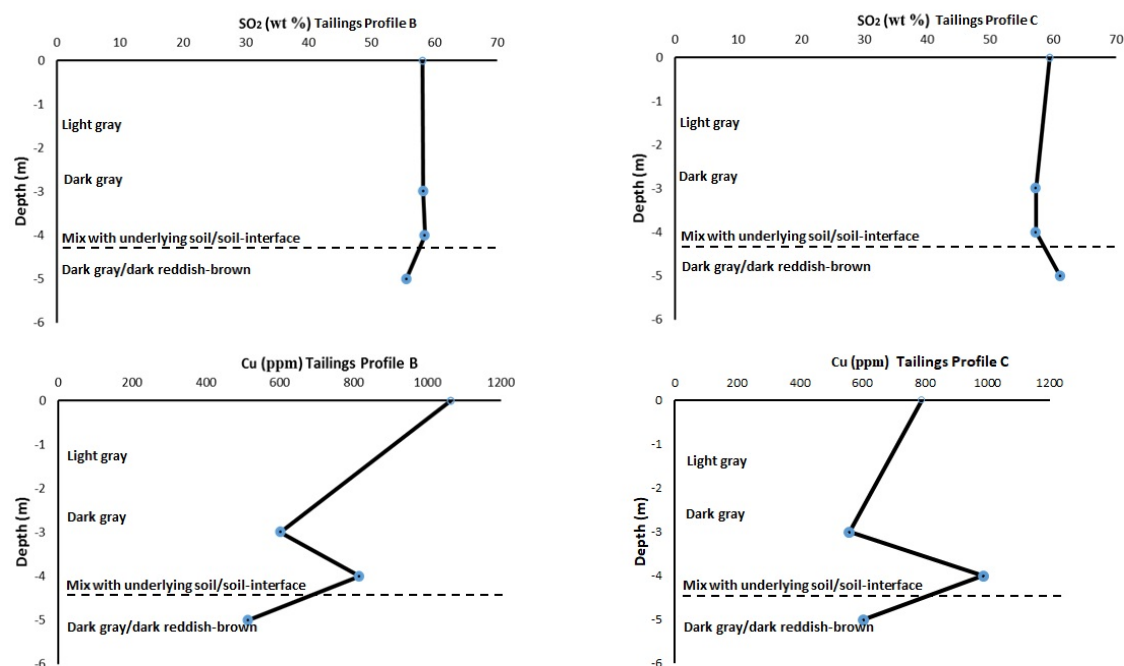 SO₂ (wt %) Tailings Profile B
0 10 20 30 40 50 60 70
0
-1
-2
-3
-4
-5
-6
Depth (m)
Light gray
Dark gray
Mix with underlying soil/soil-interface
Dark gray/dark reddish-brown
SO₂ (wt %) Tailings Profile C
0 10 20 30 40 50 60 70
0
-1
-2
-3
-4
-5
-6
Depth (m)
Light gray
Dark gray
Mix with underlying soil/soil-interface
Dark gray/dark reddish-brown
Cu (ppm) Tailings Profile B
0 200 400 600 800 1000 1200
0
-1
-2
-3
-4
-5
-6
Depth (m)
Light gray
Dark gray
Mix with underlying soil/soil-interface
Dark gray/dark reddish-brown
Cu (ppm) Tailings Profile C
0 200 400 600 800 1000 1200
0
-1
-2
-3
-4
-5
-6
Depth (m)
Light gray
Dark gray
Mix with underlying soil/soil-interface
Dark gray/dark reddish-brown